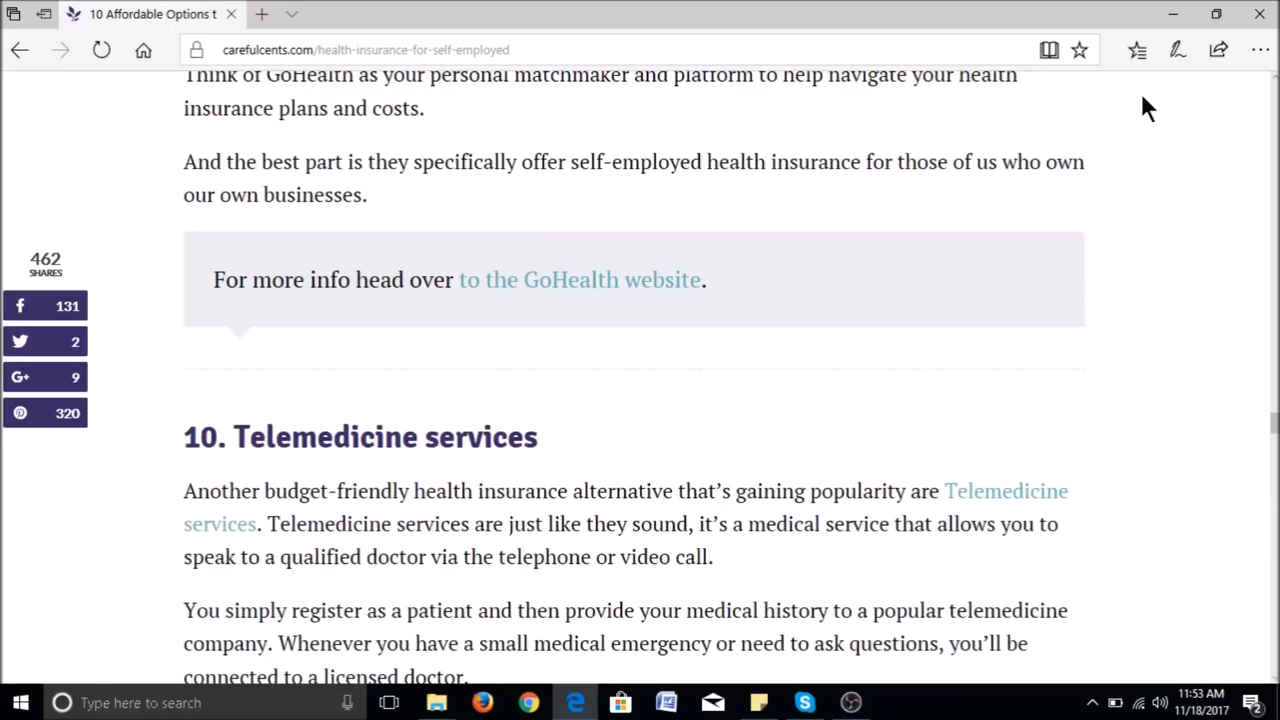 10 Affordable Options t
carefulcents.com/health-insurance-for-self-employed
Think of GoHealth as your personal matchmaker and platform to help navigate your health
insurance plans and costs.
And the best part is they specifically offer self-employed health insurance for those of us who own
our own businesses.
462
SHARES
131
2
G+ 9
320
For more info head over to the GoHealth website.
10. Telemedicine services
Another budget-friendly health insurance alternative that’s gaining popularity are Telemedicine
services. Telemedicine services are just like they sound, it’s a medical service that allows you to
speak to a qualified doctor via the telephone or video call.
You simply register as a patient and then provide your medical history to a popular telemedicine
company. Whenever you have a small medical emergency or need to ask questions, you’ll be
connected to a licensed doctor.
Type here to search
11:53 AM
11/18/2017
2